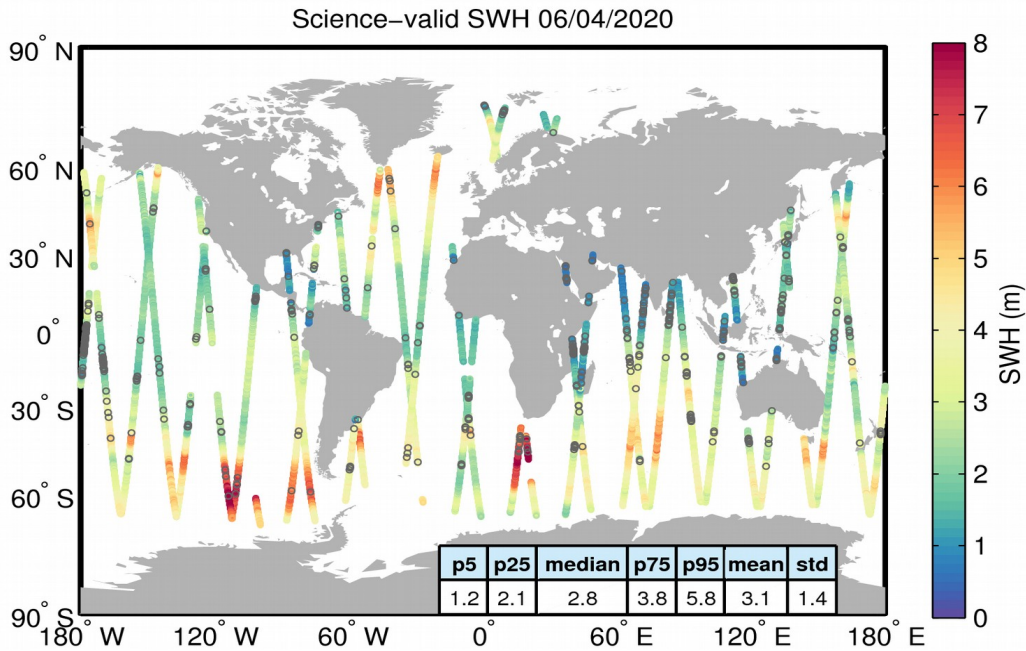 Science−valid SWH 06/04/2020
90° N
60° N
30° N
0°
30° S
60° S
90° S
180° W
120° W
60° W
0°
60° E
120° E
180° E
p5 p25 median p75 p95 mean std
1.2 2.1 2.8 3.8 5.8 3.1 1.4
8
7
6
5
4
3
2
1
0
SWH (m)